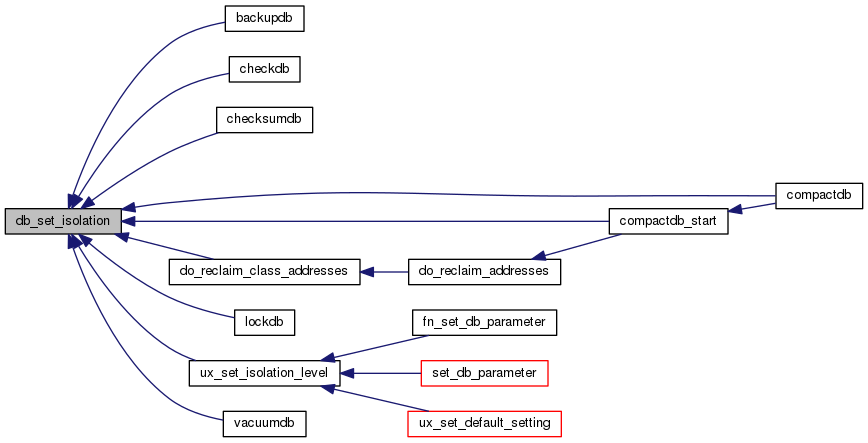 backupdb
checkdb
checksumdb
compactdb
db_set_isolation
compactdb_start
do_reclaim_class_addresses
do_reclaim_addresses
lockdb
fn_set_db_parameter
ux_set_isolation_level
set_db_parameter
ux_set_default_setting
vacuumdb